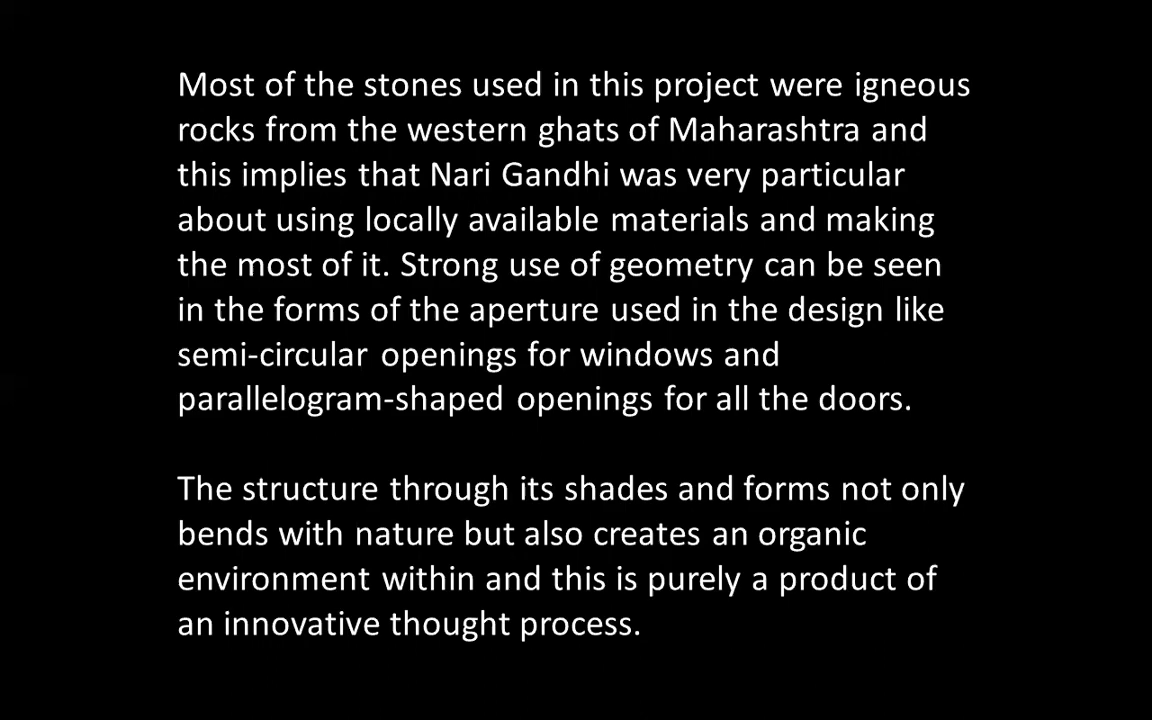 Most of the stones used in this project were igneous
rocks from the western ghats of Maharashtra and
this implies that Nari Gandhi was very particular
about using locally available materials and making
the most of it. Strong use of geometry can be seen
in the forms of the aperture used in the design like
semi-circular openings for windows and
parallelogram-shaped openings for all the doors.
The structure through its shades and forms not only
bends with nature but also creates an organic
environment within and this is purely a product of
an innovative thought process.